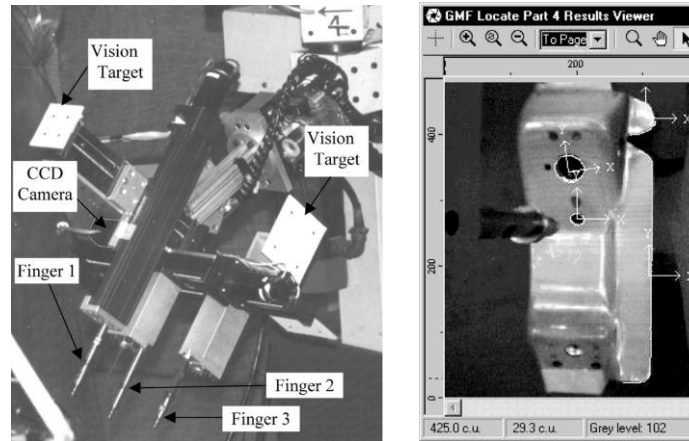 Vision
Target
4
Vision
Target
CCD
Camera
Finger 1
Finger 2
Finger 3
GMF Locate Part 4 Results Viewer
To Page
200
400
200
0
Y
X
X
X
Y
X
425.0 c.u.
29.3 c.u.
Grey level: 102